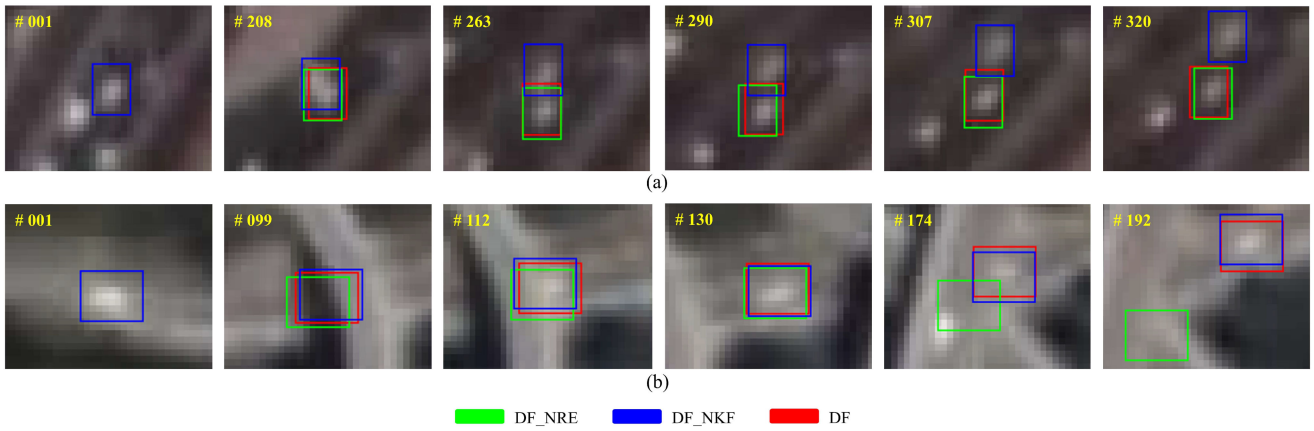 # 001 # 208 # 263 # 290 # 307 # 320
(a)
# 001 # 099 # 112 # 130 # 174 # 192
(b)
DF_NRE DF_NKF DF